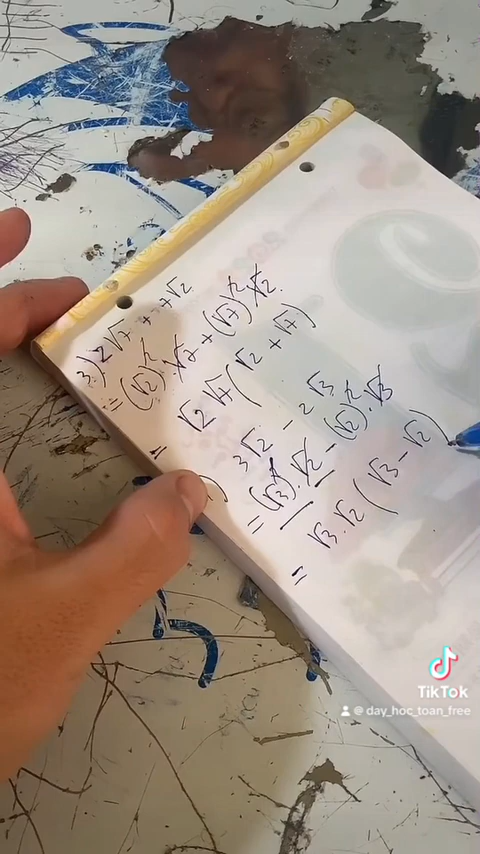 3) 2√7 + 7√2
= (√2)² √7 + (√7)² √2.
= √2 √7 ( √2 + √7 )
) 3√2 − 2√3
= (√3)². √2 − (√2)². √3
= √3. √2 ( √3 − √2 )
TikTok
@ day_hoc_toan_free